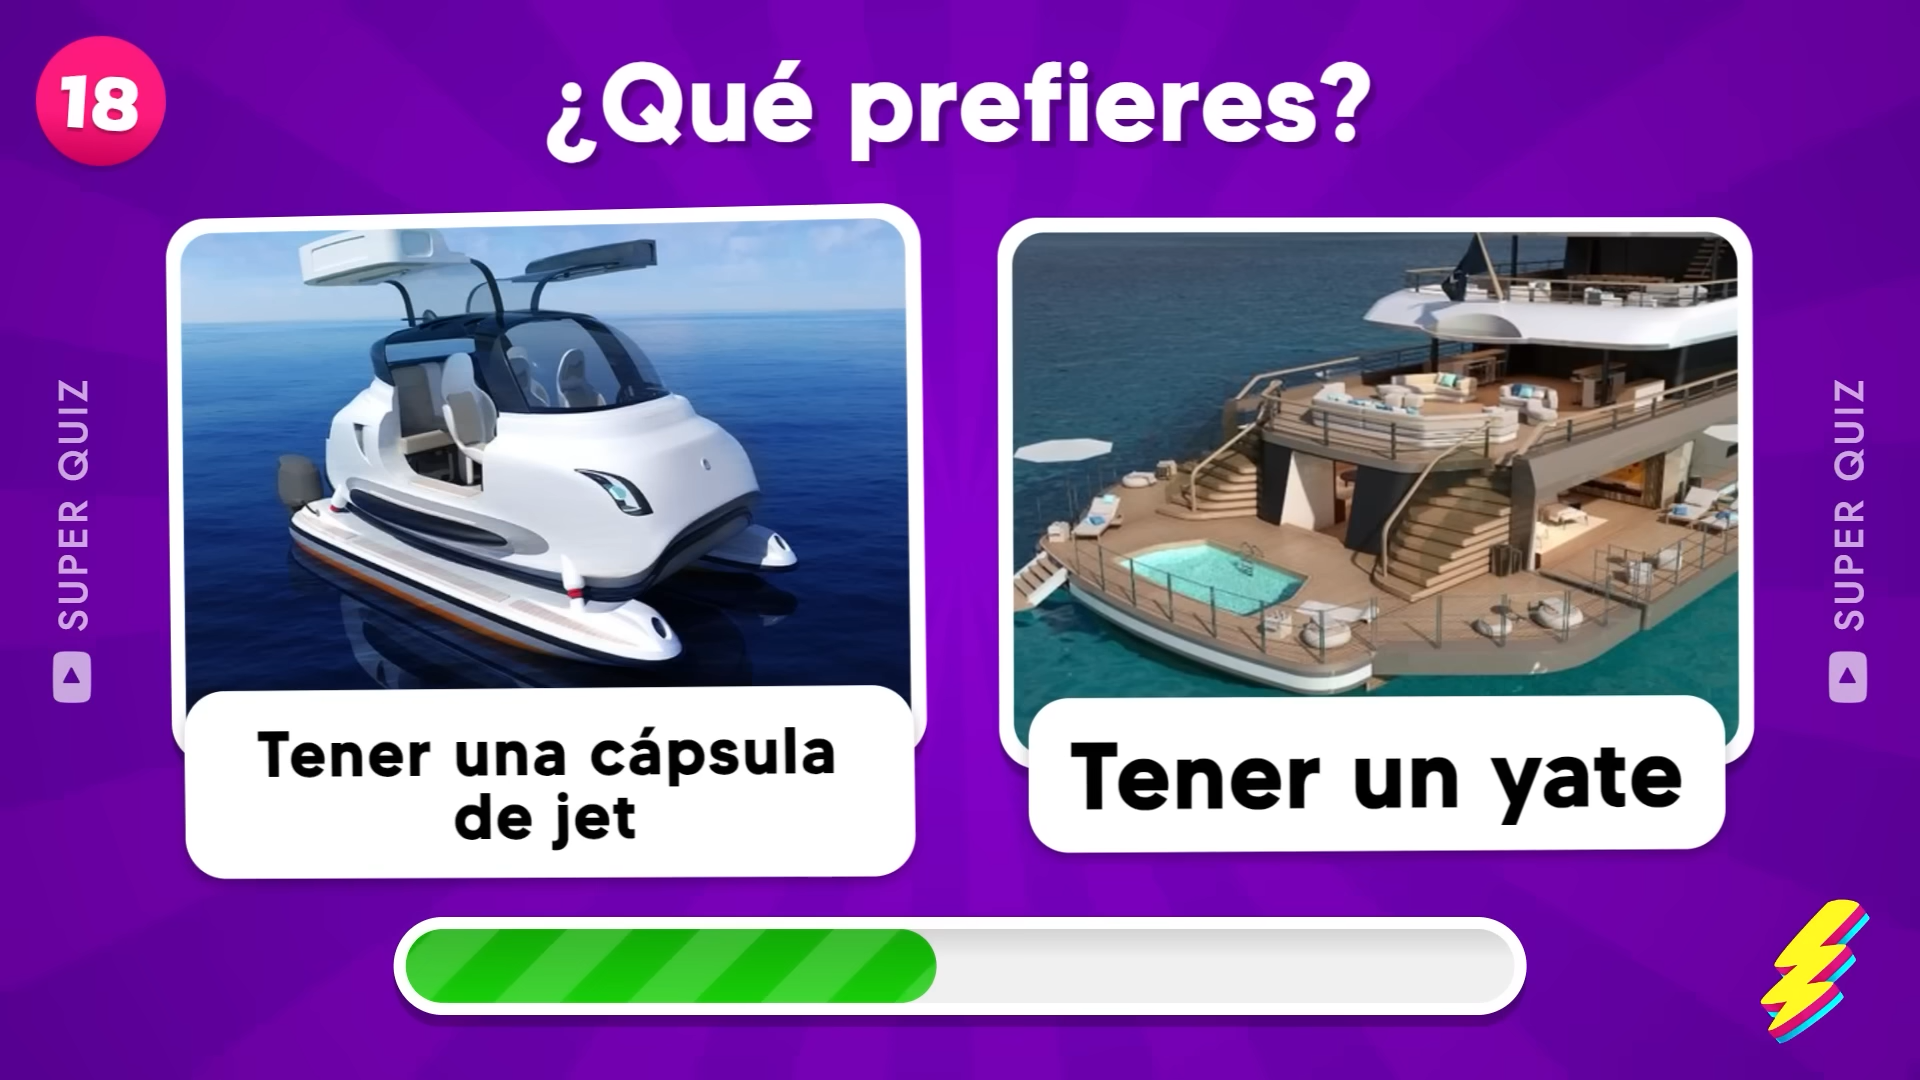 18
¿Qué prefieres?
SUPER QUIZ
SUPER QUIZ
Tener una cápsula
de jet
Tener un yate